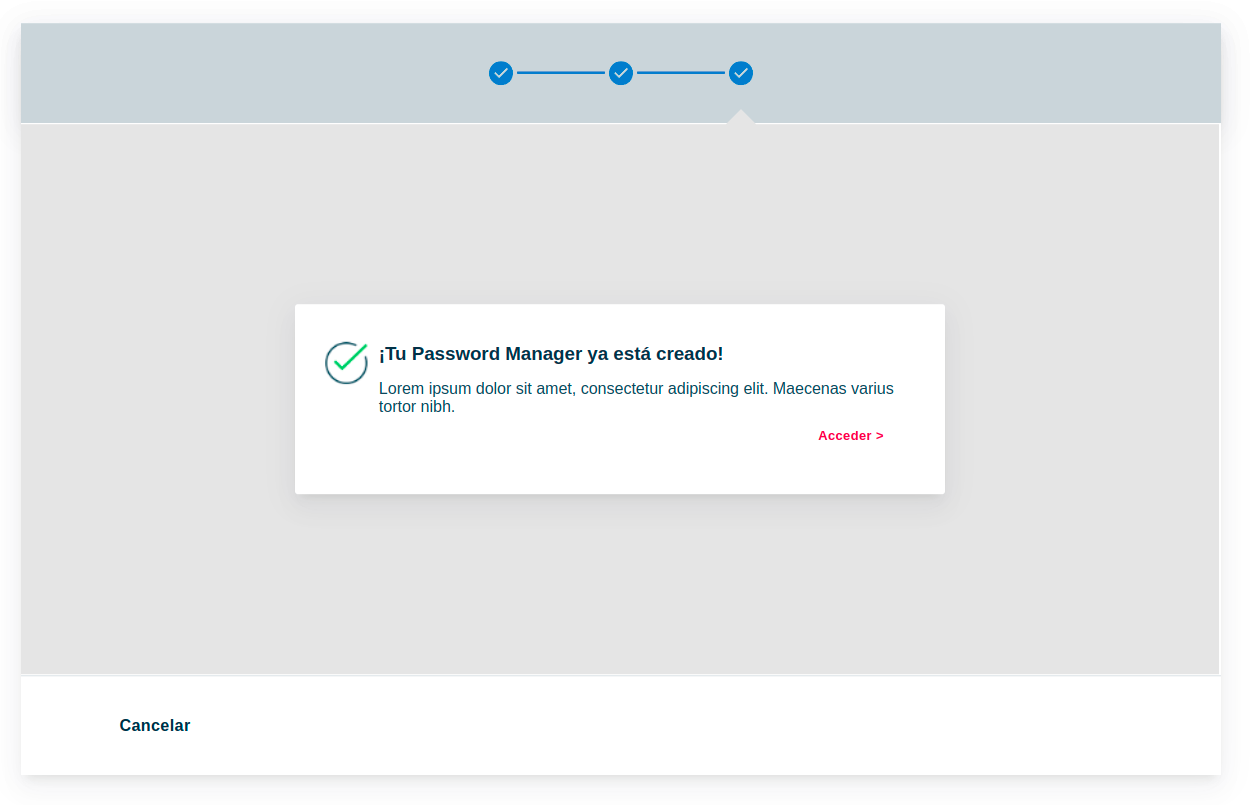 ¡Tu Password Manager ya está creado!
Lorem ipsum dolor sit amet, consectetur adipiscing elit. Maecenas varius
tortor nibh.
Acceder >
Cancelar